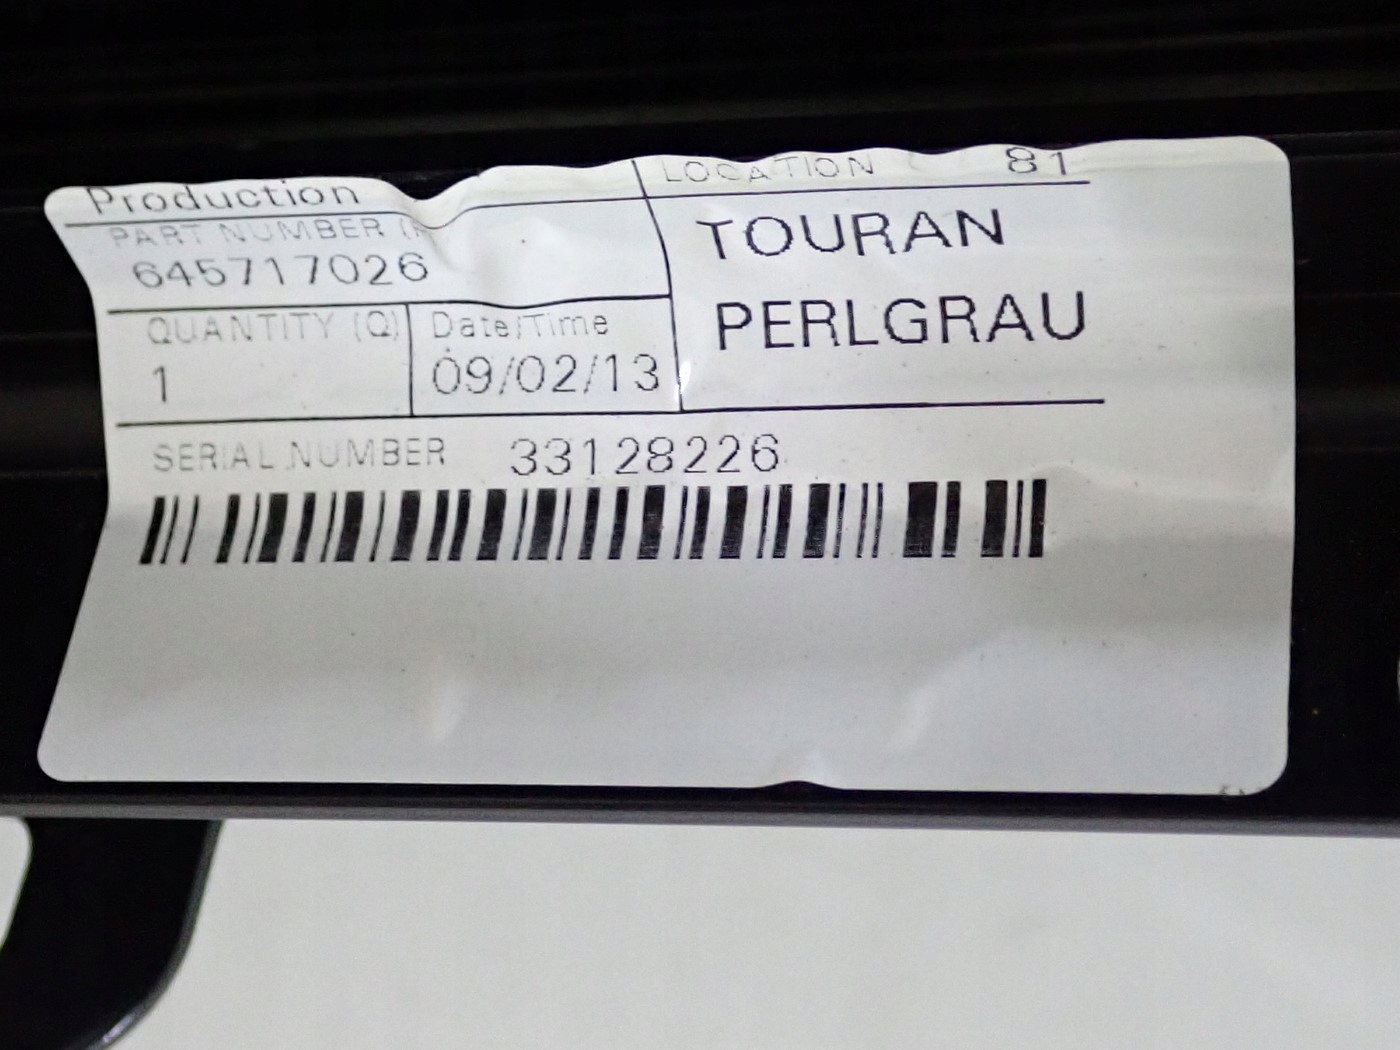 Production
LOCATION 81
PART NUMBER (
645717026
TOURAN
PERLGRAU
QUANTITY (Q)
1
Date/Time
09/02/13
SERIAL NUMBER 33128226